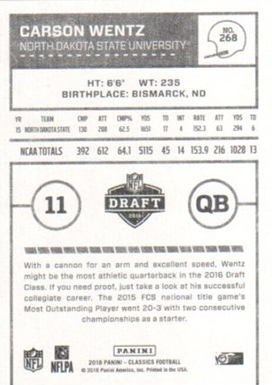 CARSON WENTZ
NORTH DAKOTA STATE UNIVERSITY
NO.
268
HT: 6'6" WT: 235
BIRTHPLACE: BISMARCK, ND
YR TEAM CMP ATT CMP% YDS TD INT RATE ATT YDS TD
15 NORTH DAKOTA STATE 130 208 62.5 1651 17 4 152.3 63 294 6
NCAA TOTALS 392 612 64.1 5115 45 14 153.9 216 1028 13
11
NFL
DRAFT
2016
QB
With a cannon for an arm and excellent speed, Wentz
might be the most athletic quarterback in the 2016 Draft
Class. If you need proof, just take a look at his successful
collegiate career. The 2015 FCS national title game's
Most Outstanding Player went 20-3 with two consecutive
championships as a starter.
NFL
NFLPA
PANINI
2016 PANINI - CLASSICS FOOTBALL
© 2016 Panini America, Inc. Printed in the USA.